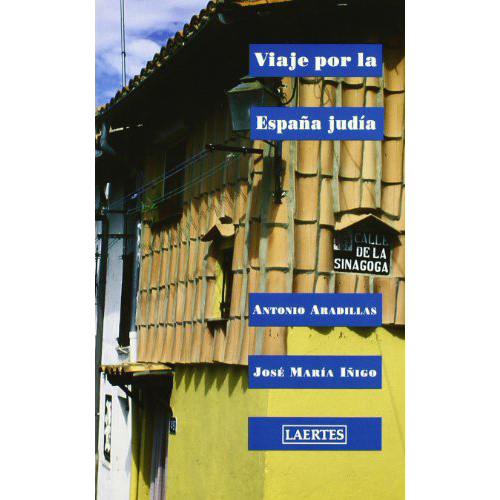 Viaje por la
España judía
CALLE
DE LA
SINAGOGA
ANTONIO ARADILLAS
JOSÉ MARÍA IÑIGO
LAERTES